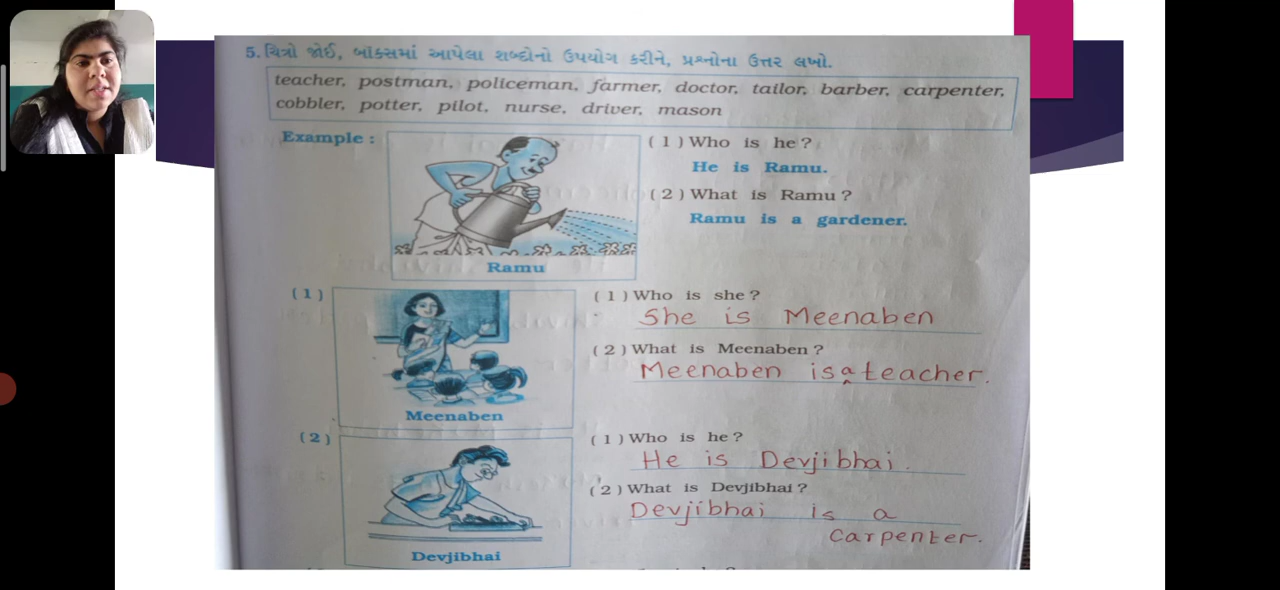 5. ચિત્રો જોઈ, બૉક્સમાં આપેલા શબ્દોનો ઉપયોગ કરીને, પ્રશ્નોના ઉત્તર લખો.
teacher, postman, policeman, farmer, doctor, tailor, barber, carpenter,
cobbler, potter, pilot, nurse, driver, mason
Example :
(1) Who is he?
He is Ramu.
(2) What is Ramu?
Ramu is a gardener.
Ramu
(1)
(1) Who is she?
She is Meenaben
(2) What is Meenaben?
Meenaben is a teacher.
Meenaben
(2)
(1) Who is he?
He is Devjibhai.
(2) What is Devjibhai?
Devjibhai is a
carpenter.
Devjibhai